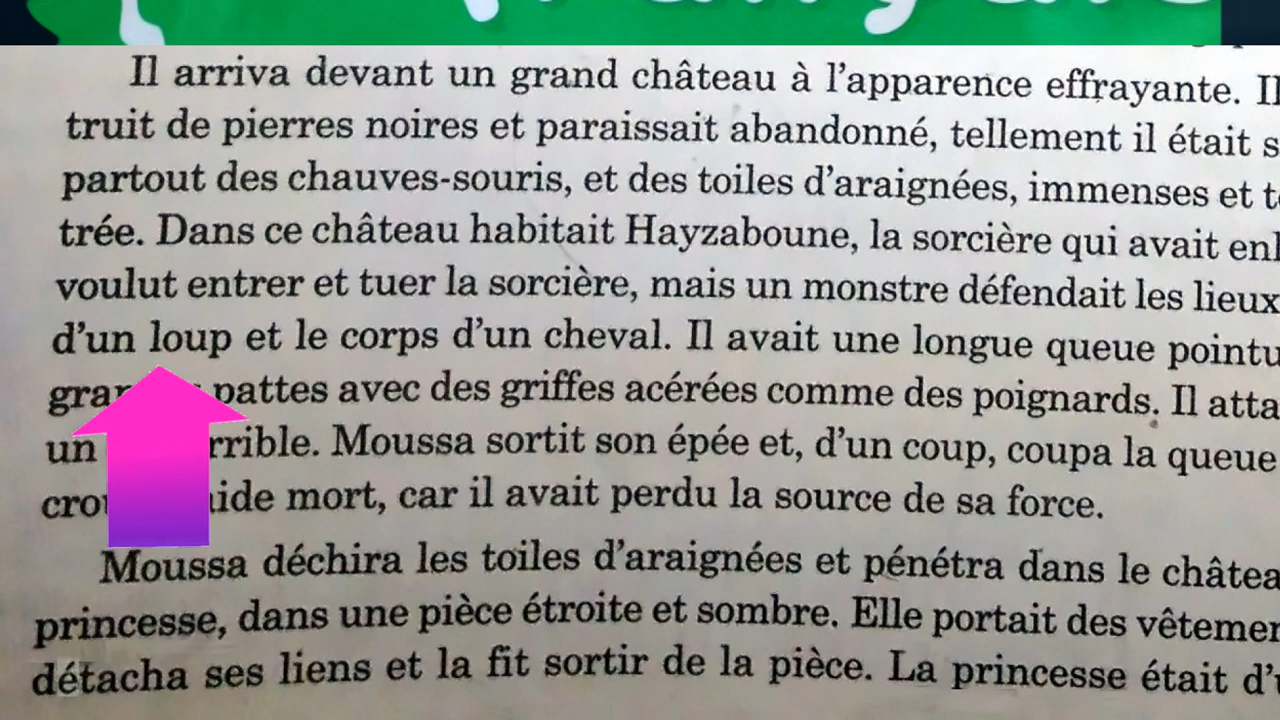 Il arriva devant un grand château à l'apparence effrayante. Il
truit de pierres noires et paraissait abandonné, tellement il était s
partout des chauves-souris, et des toiles d'araignées, immenses et t
trée. Dans ce château habitait Hayzaboune, la sorcière qui avait enl
voulut entrer et tuer la sorcière, mais un monstre défendait les lieux
d'un loup et le corps d'un cheval. Il avait une longue queue pointu
pattes avec des griffes acérées comme des poignards. Il atta
un rrible. Moussa sortit son épée et, d'un coup, coupa la queue
ide mort, car il avait perdu la source de sa force.
Moussa déchira les toiles d'araignées et pénétra dans le châtea
princesse, dans une pièce étroite et sombre. Elle portait des vêtemen
détacha ses liens et la fit sortir de la pièce. La princesse était d'u